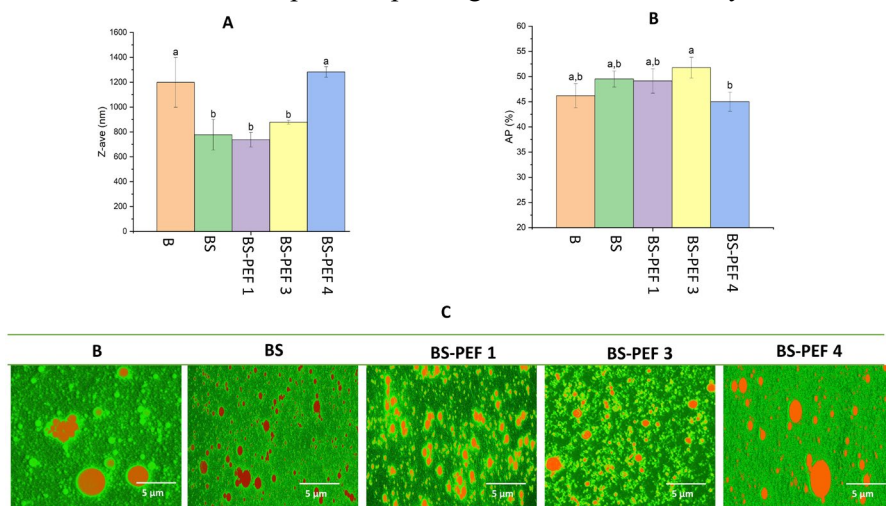 A
B
a
b
b
b
a
1600
1400
1200
1000
800
600
400
200
0
Z-ave (nm)
B
BS
BS-PEF 1
BS-PEF 3
BS-PEF 4
a,b
a,b
a,b
a
b
60
55
50
45
40
35
30
25
20
AP (%)
B
BS
BS-PEF 1
BS-PEF 3
BS-PEF 4
C
B BS BS-PEF 1 BS-PEF 3 BS-PEF 4
5 μm 5 μm 5 μm 5 μm 5 μm